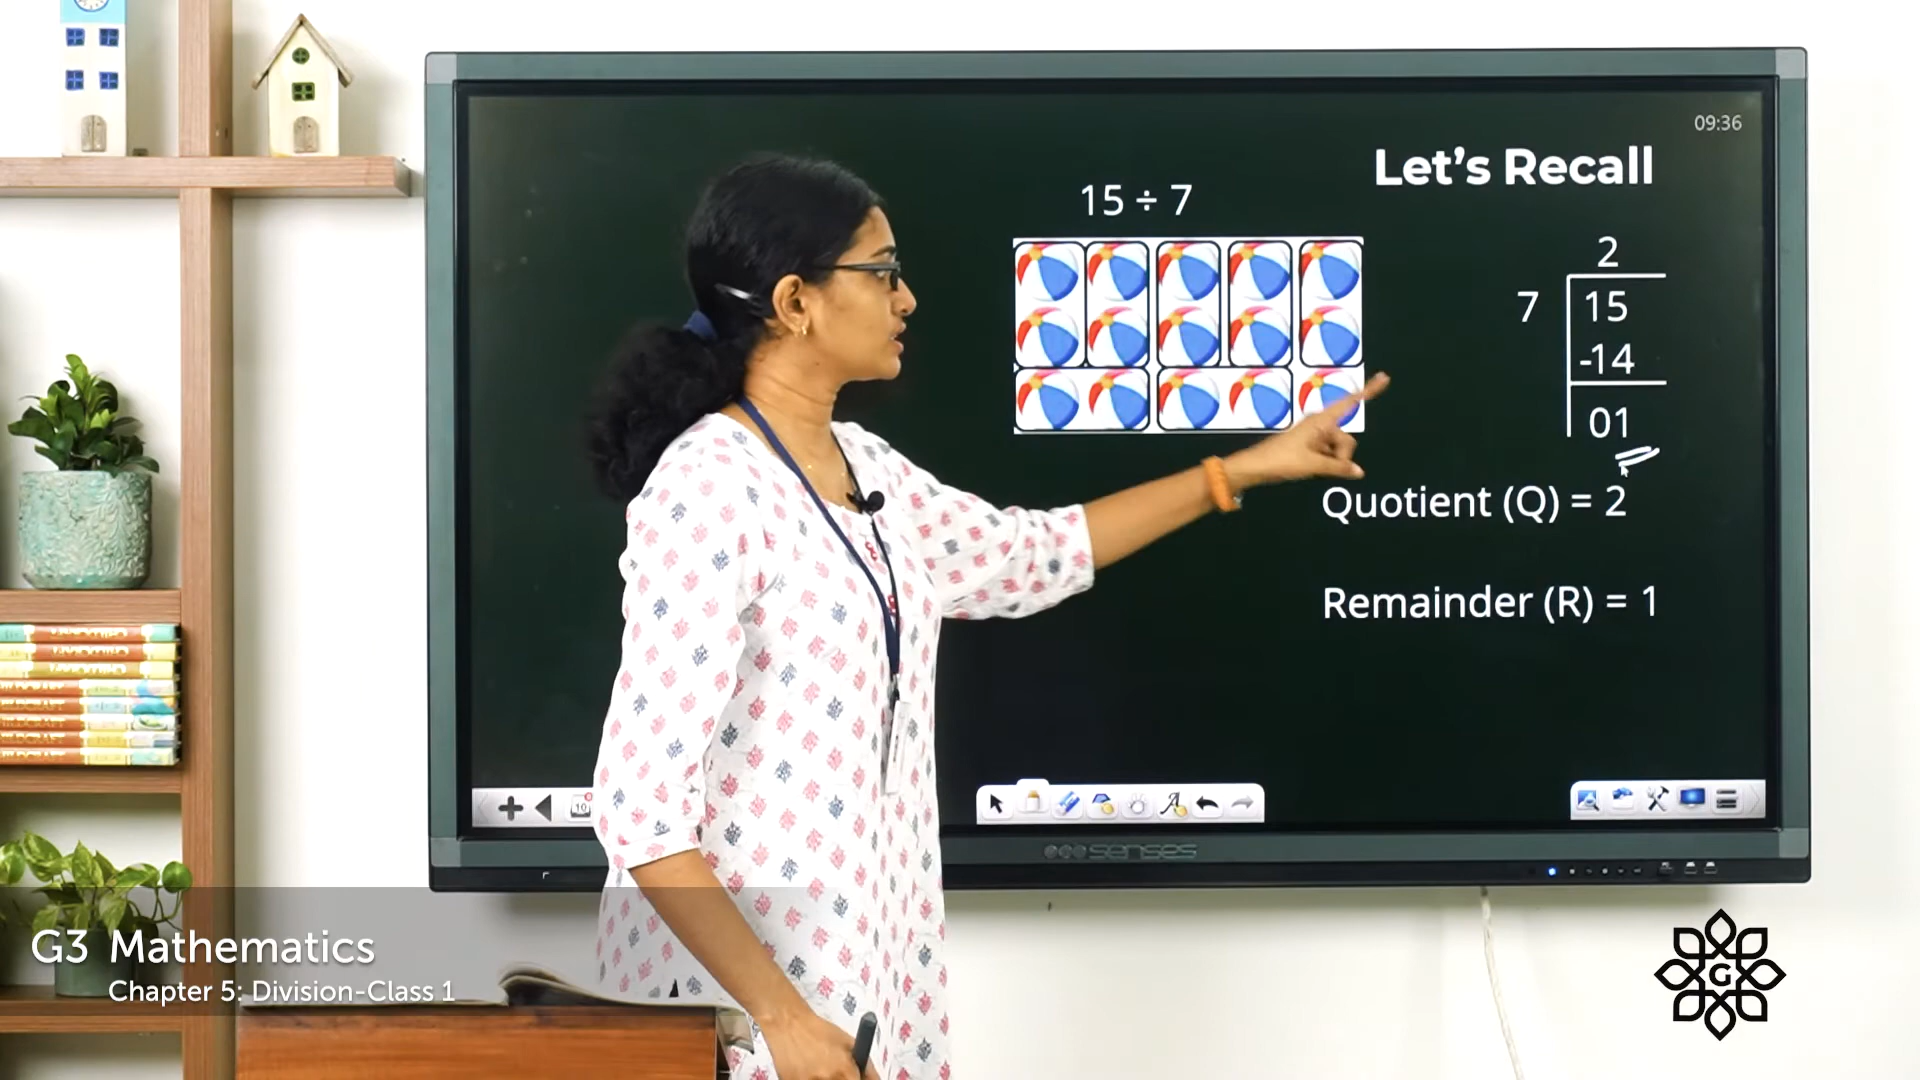 09:36
Let's Recall
15 ÷ 7
2
7 15
-14
01
Quotient (Q) = 2
Remainder (R) = 1
senses
G3 Mathematics
Chapter 5: Division-Class 1
G